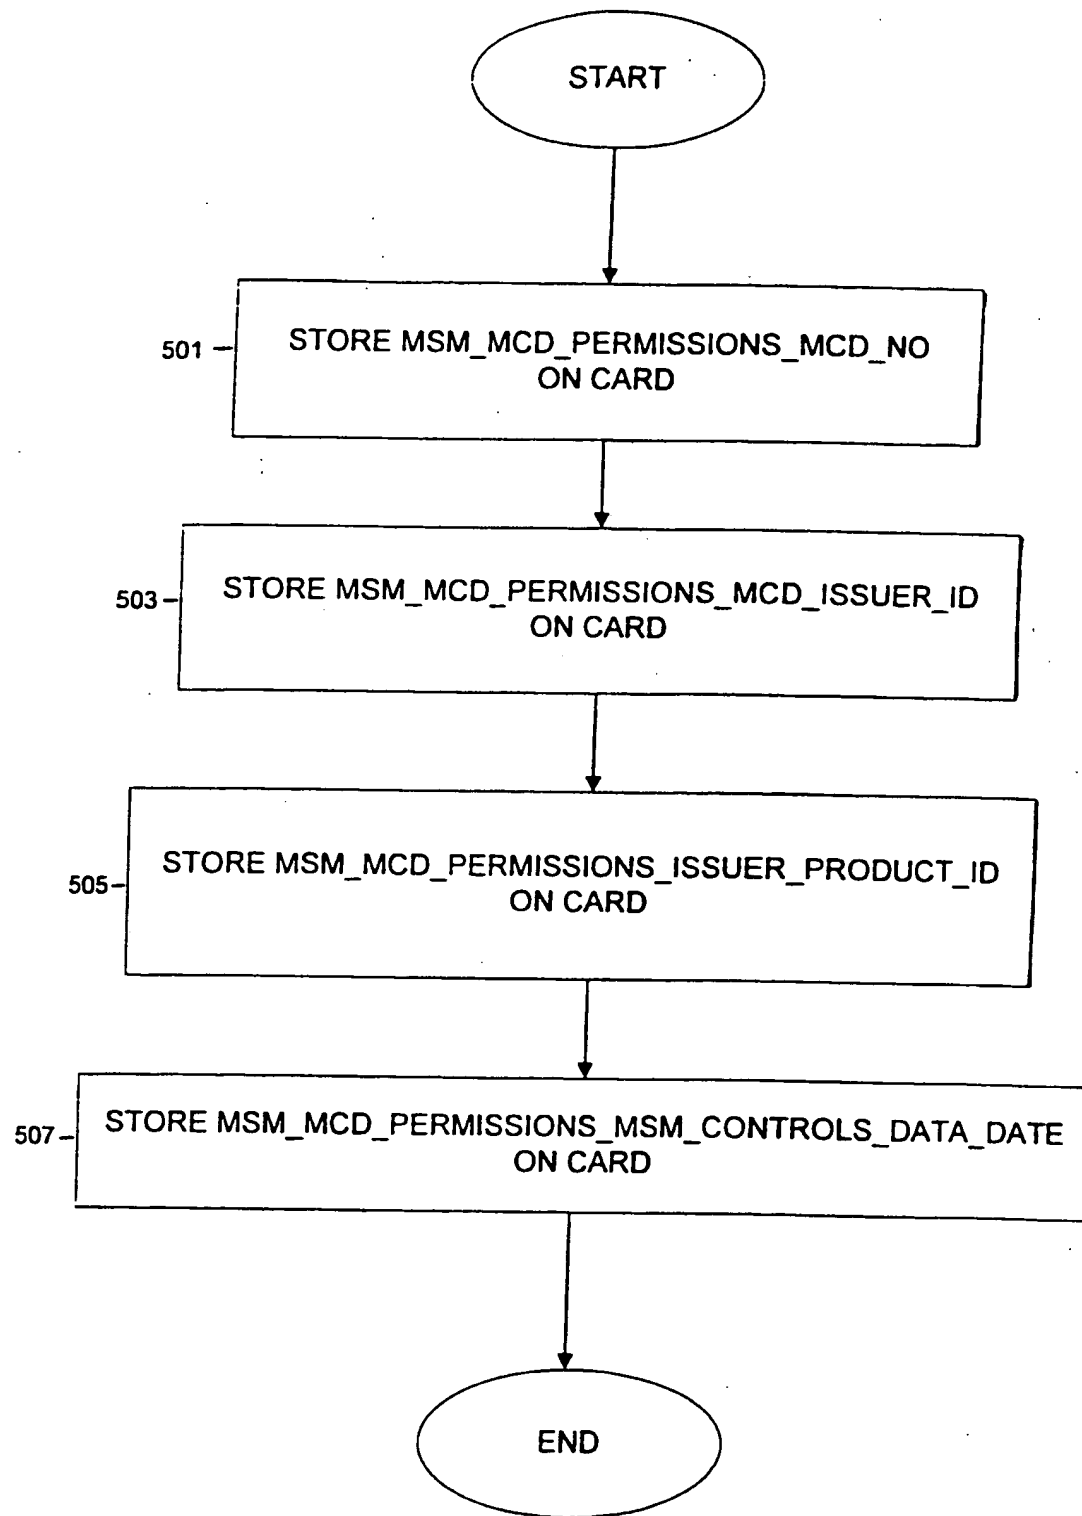 START
501
STORE MSM_MCD_PERMISSIONS_MCD_NO
ON CARD
503
STORE MSM_MCD_PERMISSIONS_MCD_ISSUER_ID
ON CARD
505
STORE MSM_MCD_PERMISSIONS_ISSUER_PRODUCT_ID
ON CARD
507
STORE MSM_MCD_PERMISSIONS_MSM_CONTROLS_DATA_DATE
ON CARD
END